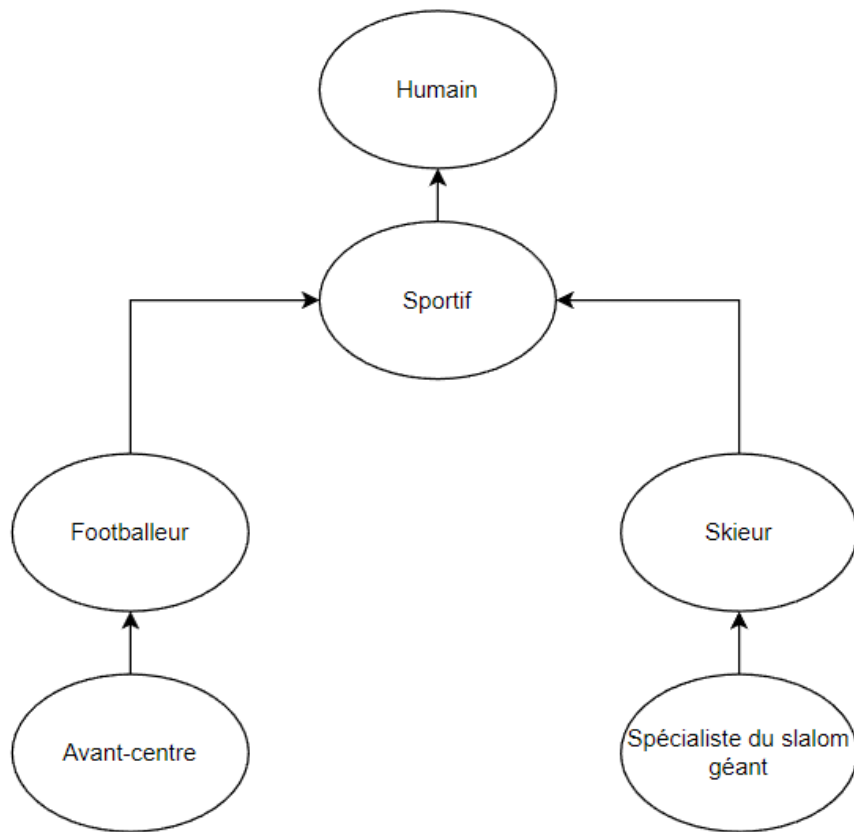 Humain
Sportif
Footballeur
Skieur
Avant-centre
Spécialiste du slalom
géant